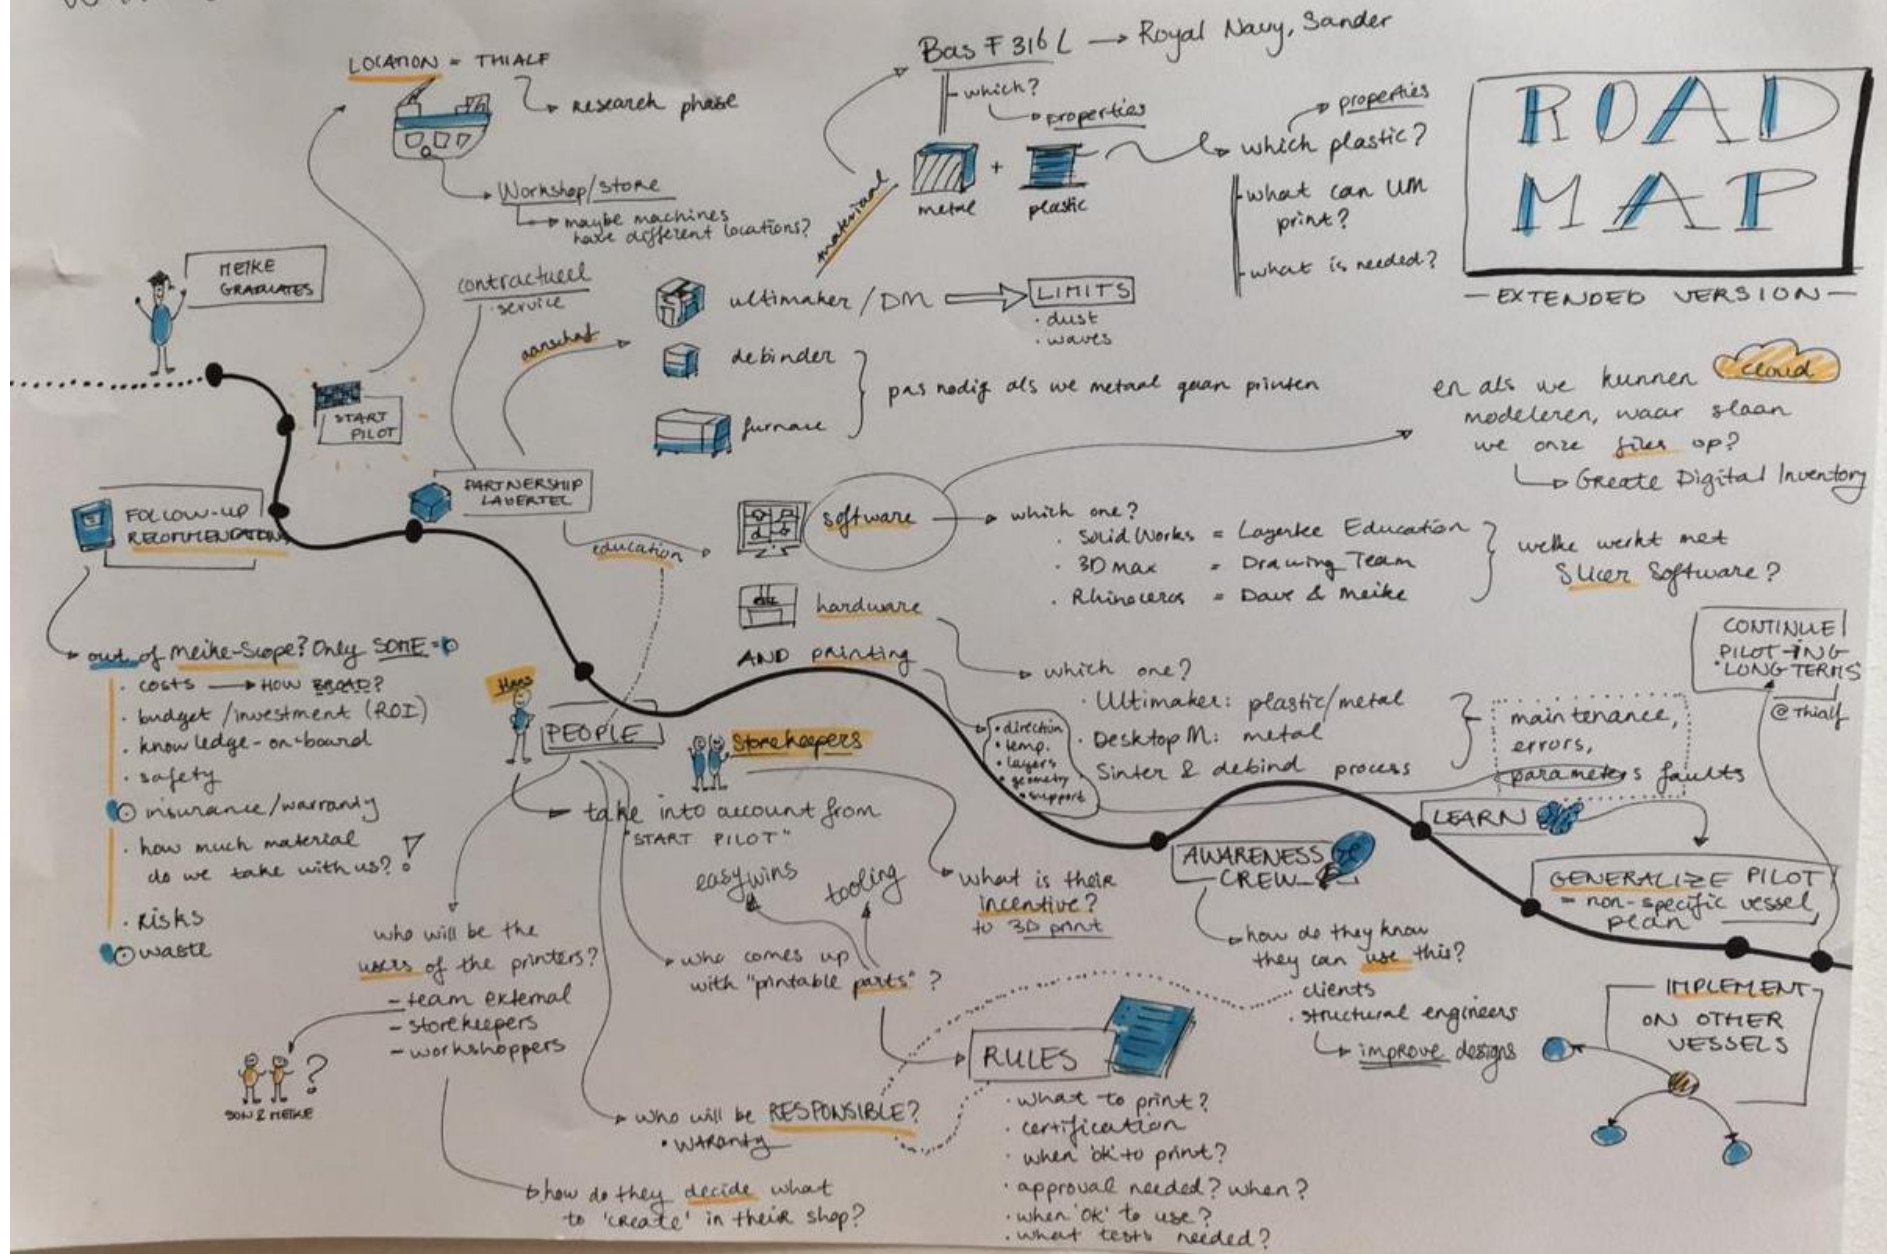 ROAD
MAP
— EXTENDED VERSION —
LOCATION = THIALF
research phase
Workshop/store
maybe machines
have different locations?
MEIKE
GRADUATES
START
PILOT
FOLLOW-UP
RECOMMENDATIONS
out of Meike-Scope? Only SOME =
· costs → HOW BROAD?
· budget / investment (ROI)
· knowledge-on-board
· safety
insurance/warranty
· how much material
do we take with us?!
· Risks
waste
contractueel
· service
aanschaf
PARTNERSHIP
education
materiaal
Bas F 316 L → Royal Navy, Sander
which?
properties
metal
+
plastic
which plastic?
properties
what can UM
print?
what is needed?
ultimaker / DM
LIMITS
· dust
· waves
debinder
furnace
pas nodig als we metaal gaan printen
software
which one?
· Solid Works = Layertec Education
· 3D max = Drawing Team
· Rhinoceros = Dave & Meike
welke werkt met
Slicer Software?
en als we kunnen
modeleren, waar slaan
we onze files op?
cloud
Greate Digital Inventory
hardware
which one?
· Ultimaker: plastic/metal
· Desktop M: metal
Sinter & debind process
maintenance,
errors,
parameters faults
AND printing
· direction
· temp.
· layers
· geometry
· support
Hans
PEOPLE
take into account from
"START PILOT"
Storekeepers
what is their
incentive?
to 3D print
who will be the
users of the printers?
- team external
- storekeepers
- workshoppers
SON & MEIKE
?
how do they decide what
to 'create' in their shop?
who comes up
with "printable parts" ?
easy wins
tooling
who will be RESPONSIBLE?
· Waranty
RULES
· what to print?
· certification
· when 'ok' to print?
· approval needed? when?
· when 'OK' to use?
· what tests needed?
AWARENESS
CREW
how do they know
they can use this?
clients
· structural engineers
improve designs
LEARN
GENERALIZE PILOT
= non-specific vessel
plan
CONTINUE
PILOT-ING
'LONG TERMS
@ Thialf
IMPLEMENT
ON OTHER
VESSELS